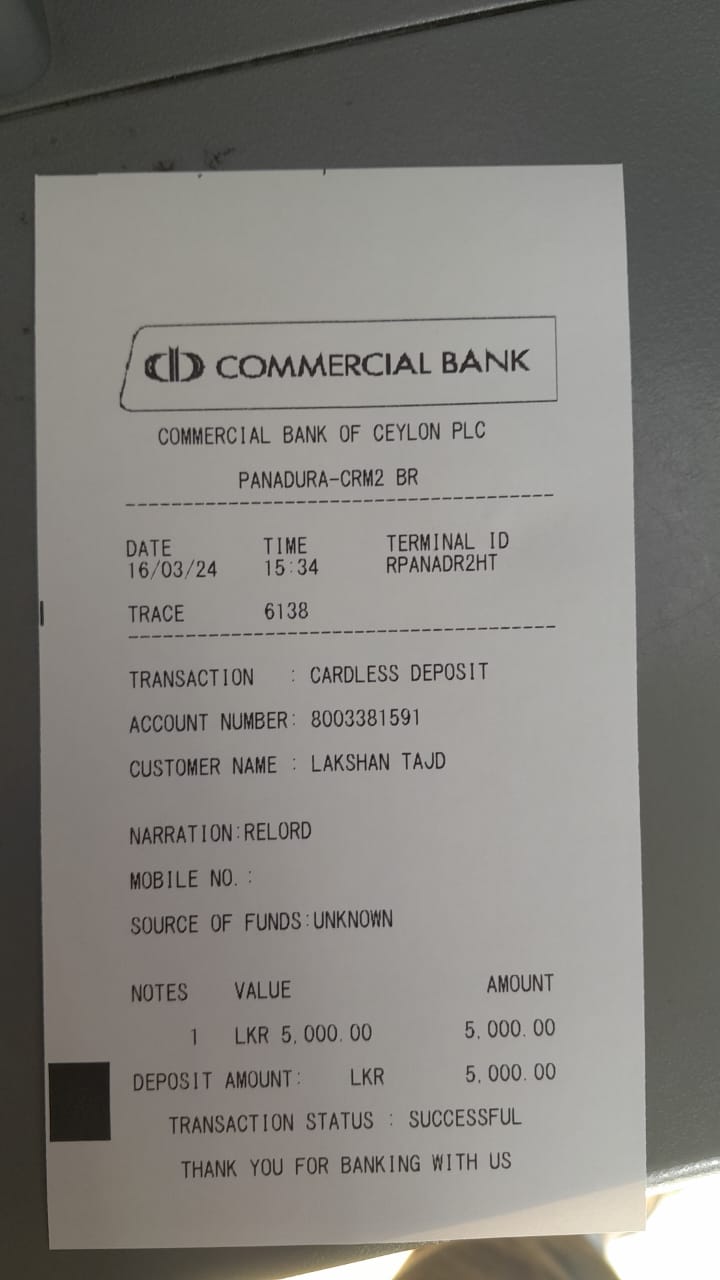 COMMERCIAL BANK
COMMERCIAL BANK OF CEYLON PLC
PANADURA-CRM2 BR
DATE TIME TERMINAL ID
16/03/24 15:34 RPANADR2HT
TRACE 6138
TRANSACTION : CARDLESS DEPOSIT
ACCOUNT NUMBER: 8003381591
CUSTOMER NAME : LAKSHAN TAJD
NARRATION:RELORD
MOBILE NO. :
SOURCE OF FUNDS:UNKNOWN
NOTES VALUE AMOUNT
1 LKR 5,000.00 5,000.00
DEPOSIT AMOUNT: LKR 5,000.00
TRANSACTION STATUS : SUCCESSFUL
THANK YOU FOR BANKING WITH US